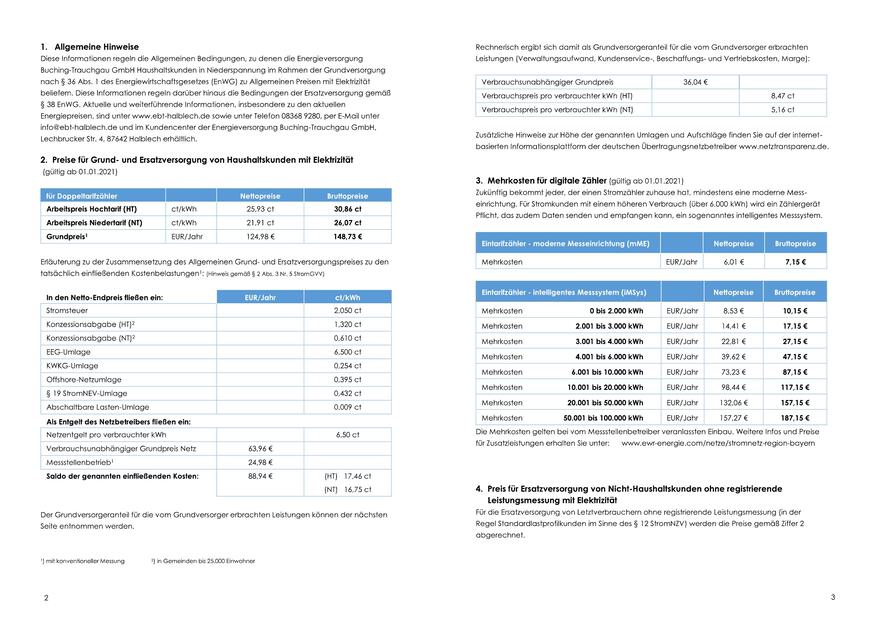 1. Allgemeine Hinweise
Diese Informationen regeln die Allgemeinen Bedingungen, zu denen die Energieversorgung
Buching-Trauchgau GmbH Haushaltskunden in Niederspannung im Rahmen der Grundversorgung
nach § 36 Abs. 1 des Energiewirtschaftsgesetzes (EnWG) zu Allgemeinen Preisen mit Elektrizität
beliefern. Diese Informationen regeln darüber hinaus die Bedingungen der Ersatzversorgung gemäß
§ 38 EnWG. Aktuelle und weiterführende Informationen, insbesondere zu den aktuellen
Energiepreisen, sind unter www.ebt-halblech.de sowie unter Telefon 08368 9280, per E-Mail unter
info@ebt-halblech.de und im Kundencenter der Energieversorgung Buching-Trauchgau GmbH,
Lechbrucker Str. 4, 87642 Halblech erhältlich.
2. Preise für Grund- und Ersatzversorgung von Haushaltskunden mit Elektrizität
(gültig ab 01.01.2021)
für Doppeltarifzähler Nettopreise Bruttopreise
Arbeitspreis Hochtarif (HT) ct/kWh 25,93 ct 30,86 ct
Arbeitspreis Niedertarif (NT) ct/kWh 21,91 ct 26,07 ct
Grundpreis¹ EUR/Jahr 124,98 € 148,73 €
Erläuterung zu der Zusammensetzung des Allgemeinen Grund- und Ersatzversorgungspreises zu den
tatsächlich einfließenden Kostenbelastungen¹: (Hinweis gemäß § 2 Abs. 3 Nr. 5 StromGVV)
In den Netto-Endpreis fließen ein: EUR/Jahr ct/kWh
Stromsteuer 2,050 ct
Konzessionsabgabe (HT)² 1,320 ct
Konzessionsabgabe (NT)² 0,610 ct
EEG-Umlage 6,500 ct
KWKG-Umlage 0,254 ct
Offshore-Netzumlage 0,395 ct
§ 19 StromNEV-Umlage 0,432 ct
Abschaltbare Lasten-Umlage 0,009 ct
Als Entgelt des Netzbetreibers fließen ein:
Netzentgelt pro verbrauchter kWh 6,50 ct
Verbrauchsunabhängiger Grundpreis Netz 63,96 €
Messstellenbetrieb¹ 24,98 €
Saldo der genannten einfließenden Kosten: 88,94 € (HT) 17,46 ct
(NT) 16,75 ct
Der Grundversorgeranteil für die vom Grundversorger erbrachten Leistungen können der nächsten
Seite entnommen werden.
¹) mit konventioneller Messung ²) in Gemeinden bis 25.000 Einwohner
2
Rechnerisch ergibt sich damit als Grundversorgeranteil für die vom Grundversorger erbrachten
Leistungen (Verwaltungsaufwand, Kundenservice-, Beschaffungs- und Vertriebskosten, Marge):
Verbrauchsunabhängiger Grundpreis 36,04 €
Verbrauchspreis pro verbrauchter kWh (HT) 8,47 ct
Verbrauchspreis pro verbrauchter kWh (NT) 5,16 ct
Zusätzliche Hinweise zur Höhe der genannten Umlagen und Aufschläge finden Sie auf der internet-
basierten Informationsplattform der deutschen Übertragungsnetzbetreiber www.netztransparenz.de.
3. Mehrkosten für digitale Zähler (gültig ab 01.01.2021)
Zukünftig bekommt jeder, der einen Stromzähler zuhause hat, mindestens eine moderne Mess-
einrichtung. Für Stromkunden mit einem höheren Verbrauch (über 6.000 kWh) wird ein Zählergerät
Pflicht, das zudem Daten senden und empfangen kann, ein sogenanntes intelligentes Messsystem.
Eintarifzähler - moderne Messeinrichtung (mME) Nettopreise Bruttopreise
Mehrkosten EUR/Jahr 6,01 € 7,15 €
Eintarifzähler - intelligentes Messsystem (iMSys) Nettopreise Bruttopreise
Mehrkosten 0 bis 2.000 kWh EUR/Jahr 8,53 € 10,15 €
Mehrkosten 2.001 bis 3.000 kWh EUR/Jahr 14,41 € 17,15 €
Mehrkosten 3.001 bis 4.000 kWh EUR/Jahr 22,81 € 27,15 €
Mehrkosten 4.001 bis 6.000 kWh EUR/Jahr 39,62 € 47,15 €
Mehrkosten 6.001 bis 10.000 kWh EUR/Jahr 73,23 € 87,15 €
Mehrkosten 10.001 bis 20.000 kWh EUR/Jahr 98,44 € 117,15 €
Mehrkosten 20.001 bis 50.000 kWh EUR/Jahr 132,06 € 157,15 €
Mehrkosten 50.001 bis 100.000 kWh EUR/Jahr 157,27 € 187,15 €
Die Mehrkosten gelten bei vom Messstellenbetreiber veranlassten Einbau. Weitere Infos und Preise
für Zusatzleistungen erhalten Sie unter: www.ewr-energie.com/netze/stromnetz-region-bayern
4. Preis für Ersatzversorgung von Nicht-Haushaltskunden ohne registrierende
Leistungsmessung mit Elektrizität
Für die Ersatzversorgung von Letztverbrauchern ohne registrierende Leistungsmessung (in der
Regel Standardlastprofilkunden im Sinne des § 12 StromNZV) werden die Preise gemäß Ziffer 2
abgerechnet.
3